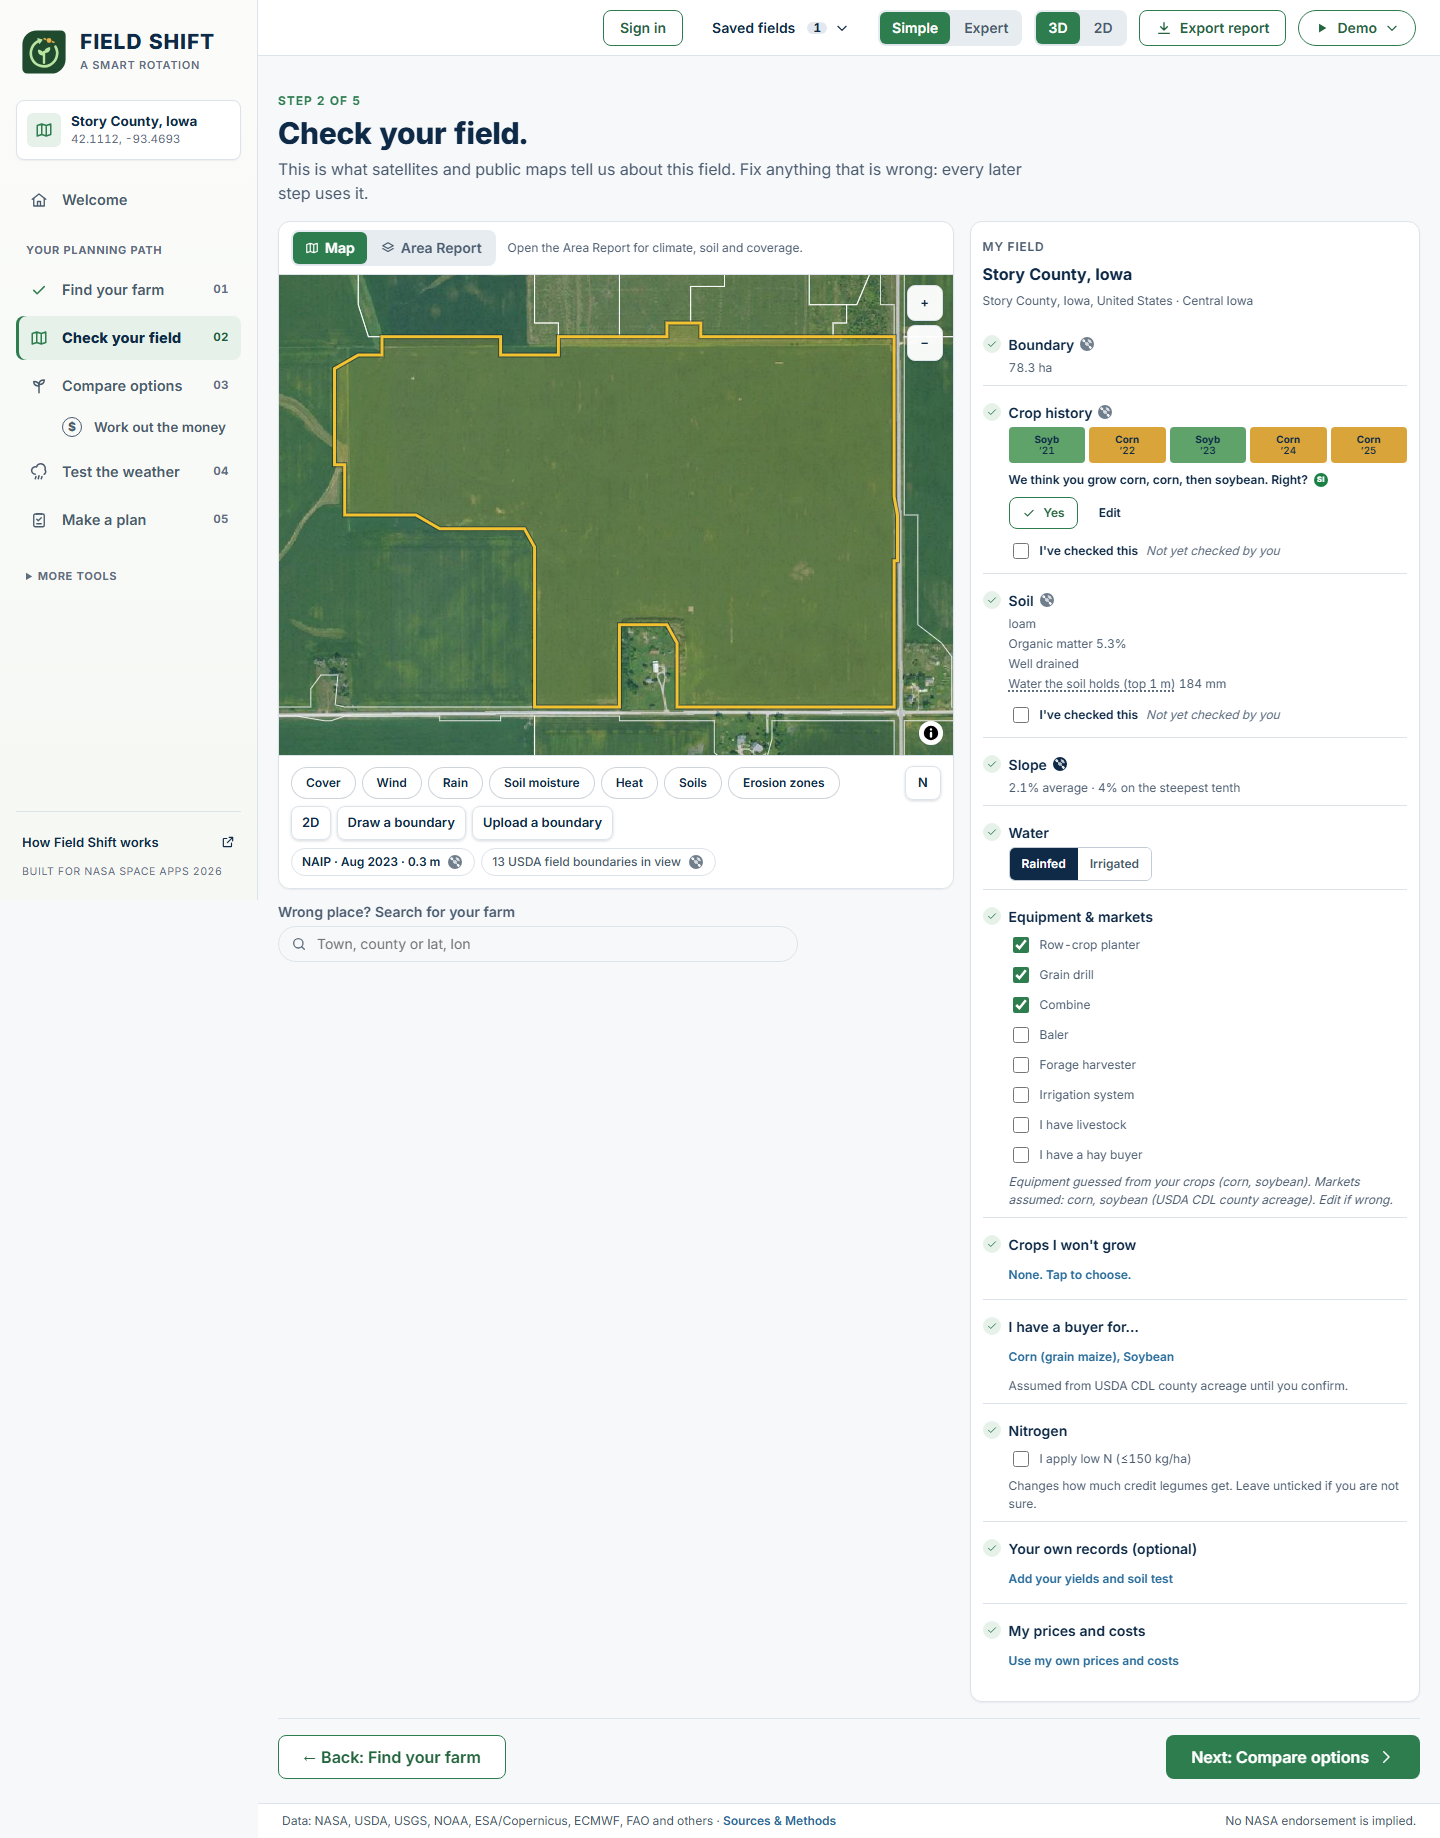 FIELD SHIFT
A SMART ROTATION
Story County, Iowa
42.1112, -93.4693
Welcome
YOUR PLANNING PATH
Find your farm 01
Check your field 02
Compare options 03
$ Work out the money
Test the weather 04
Make a plan 05
MORE TOOLS
How Field Shift works
BUILT FOR NASA SPACE APPS 2026
Sign in
Saved fields 1
Simple Expert
3D 2D
Export report
Demo
STEP 2 OF 5
Check your field.
This is what satellites and public maps tell us about this field. Fix anything that is wrong: every later
step uses it.
Map Area Report Open the Area Report for climate, soil and coverage.
+
−
Cover Wind Rain Soil moisture Heat Soils Erosion zones N
2D Draw a boundary Upload a boundary
NAIP · Aug 2023 · 0.3 m 13 USDA field boundaries in view
Wrong place? Search for your farm
Town, county or lat, lon
MY FIELD
Story County, Iowa
Story County, Iowa, United States · Central Iowa
Boundary
78.3 ha
Crop history
Soyb Corn Soyb Corn Corn
'21 '22 '23 '24 '25
We think you grow corn, corn, then soybean. Right? SI
Yes Edit
I've checked this Not yet checked by you
Soil
loam
Organic matter 5.3%
Well drained
Water the soil holds (top 1 m) 184 mm
I've checked this Not yet checked by you
Slope
2.1% average · 4% on the steepest tenth
Water
Rainfed Irrigated
Equipment & markets
Row-crop planter
Grain drill
Combine
Baler
Forage harvester
Irrigation system
I have livestock
I have a hay buyer
Equipment guessed from your crops (corn, soybean). Markets
assumed: corn, soybean (USDA CDL county acreage). Edit if wrong.
Crops I won't grow
None. Tap to choose.
I have a buyer for...
Corn (grain maize), Soybean
Assumed from USDA CDL county acreage until you confirm.
Nitrogen
I apply low N (≤150 kg/ha)
Changes how much credit legumes get. Leave unticked if you are not
sure.
Your own records (optional)
Add your yields and soil test
My prices and costs
Use my own prices and costs
← Back: Find your farm
Next: Compare options
Data: NASA, USDA, USGS, NOAA, ESA/Copernicus, ECMWF, FAO and others · Sources & Methods
No NASA endorsement is implied.